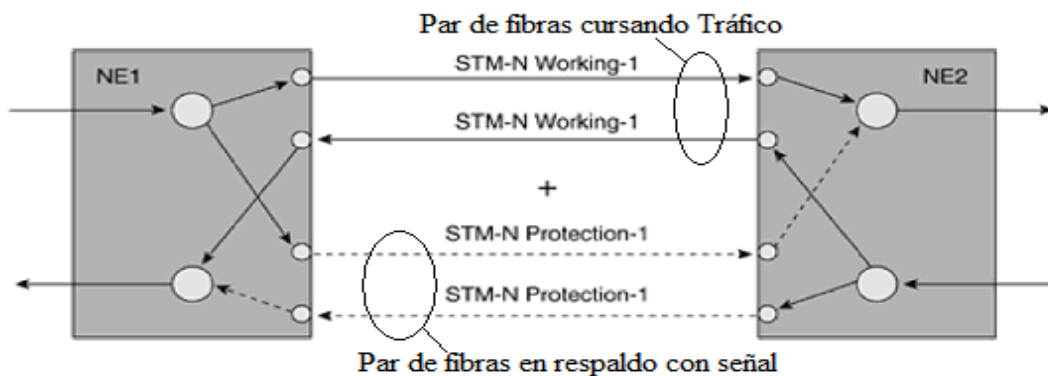 Par de fibras cursando Tráfico
NE1
STM-N Working-1
NE2
STM-N Working-1
+
STM-N Protection-1
STM-N Protection-1
Par de fibras en respaldo con señal